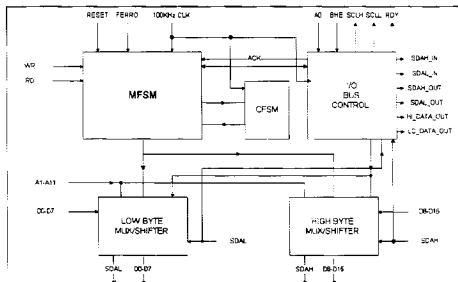 RESET FERRO 100KHz CLK A0 BHE SCLH SCLL RDY
ACK
WR
RD
MFSM
CFSM
I/O
BUS
CONTROL
SDAH_IN
SDAL_IN
SDAH_OUT
SDAL_OUT
HI_DATA_OUT
LO_DATA_OUT
A1-A11
D0-D7
LOW BYTE
MUX/SHIFTER
SDAL
HIGH BYTE
MUX/SHIFTER
D8-D15
SDAH
SDAL D0-D7 SDAH D8-D15